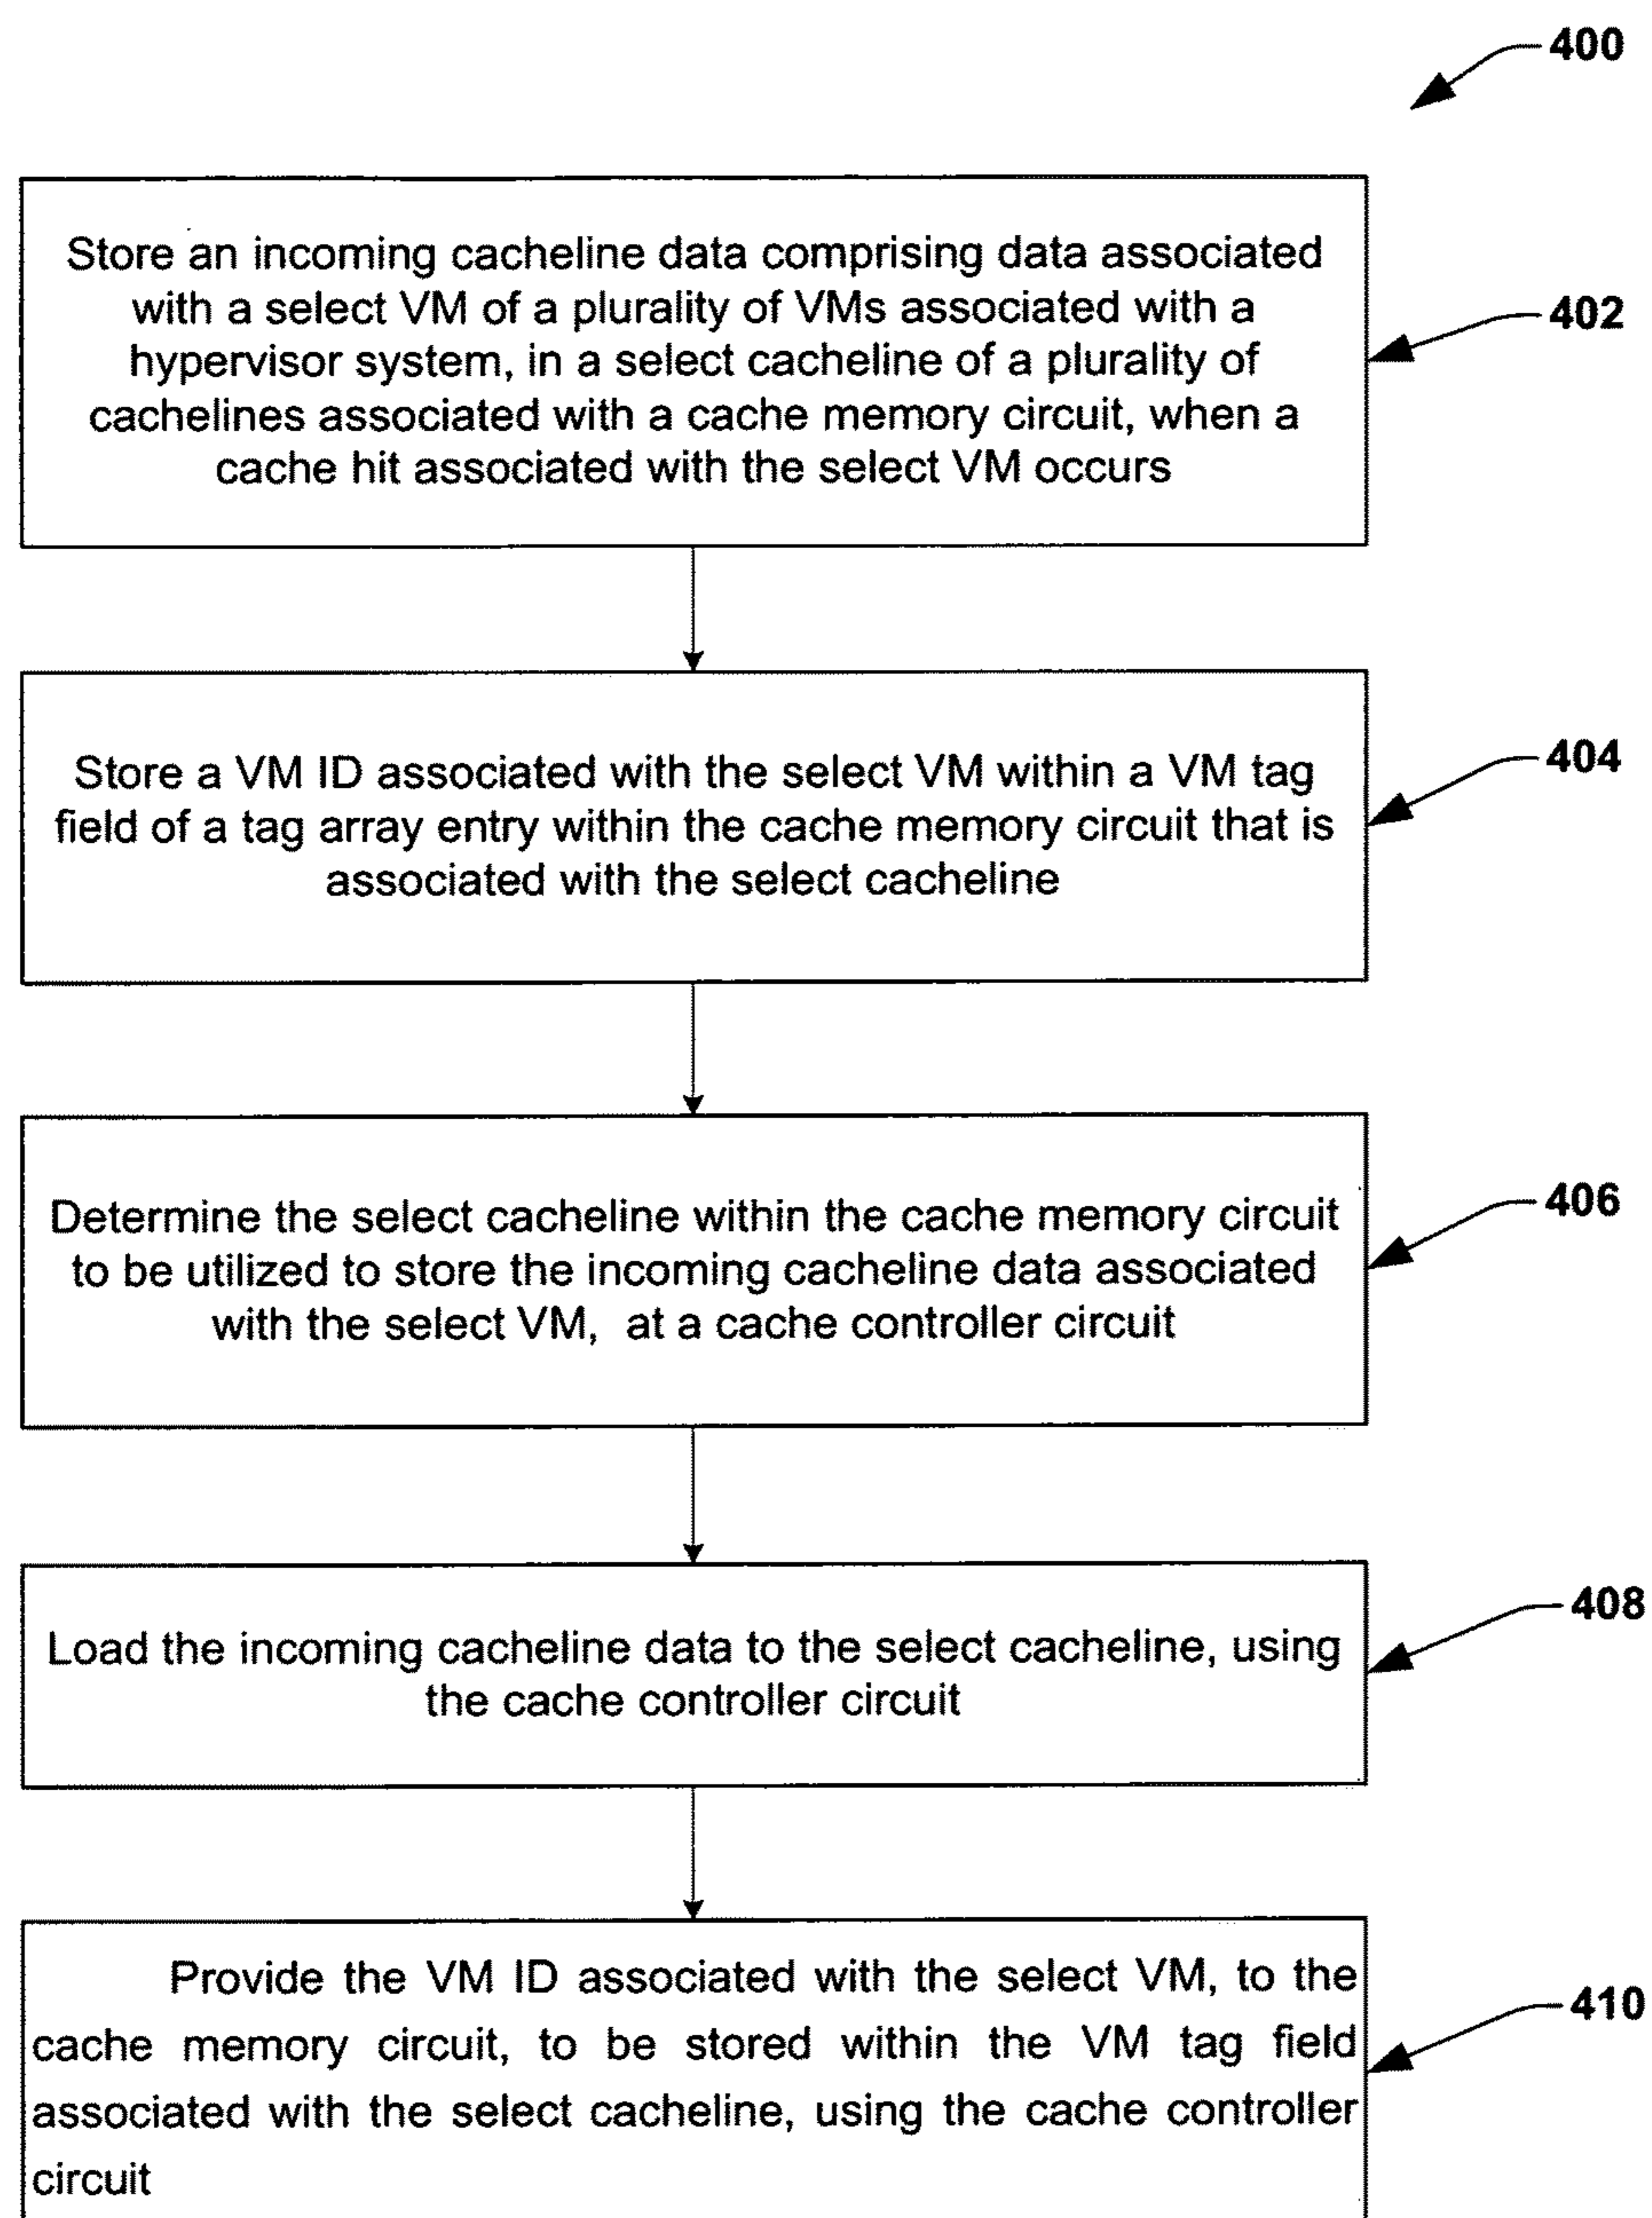 400
Store an incoming cacheline data comprising data associated
with a select VM of a plurality of VMs associated with a
hypervisor system, in a select cacheline of a plurality of
cachelines associated with a cache memory circuit, when a
cache hit associated with the select VM occurs
402
Store a VM ID associated with the select VM within a VM tag
field of a tag array entry within the cache memory circuit that is
associated with the select cacheline
404
Determine the select cacheline within the cache memory circuit
to be utilized to store the incoming cacheline data associated
with the select VM, at a cache controller circuit
406
Load the incoming cacheline data to the select cacheline, using
the cache controller circuit
408
Provide the VM ID associated with the select VM, to the
cache memory circuit, to be stored within the VM tag field
associated with the select cacheline, using the cache controller
circuit
410